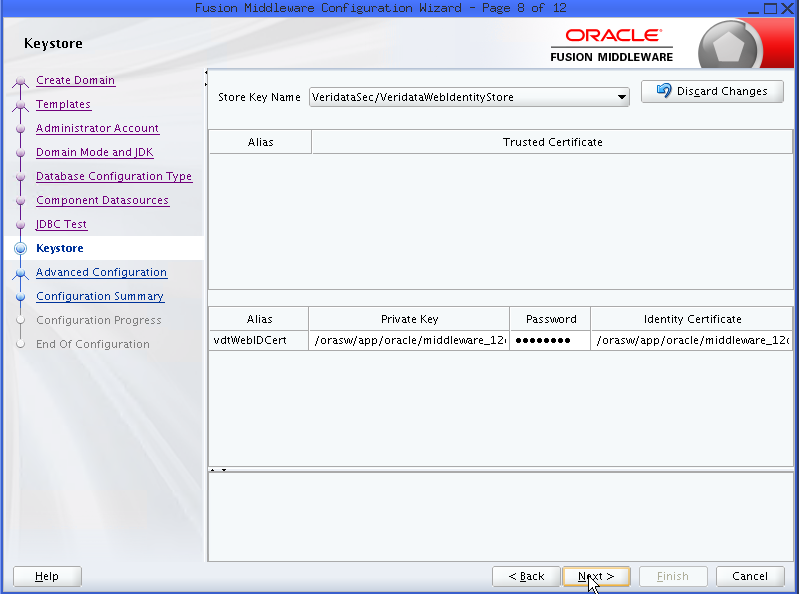 Fusion Middleware Configuration Wizard - Page 8 of 12
Keystore
ORACLE
FUSION MIDDLEWARE
Create Domain
Templates
Administrator Account
Domain Mode and JDK
Database Configuration Type
Component Datasources
JDBC Test
Keystore
Advanced Configuration
Configuration Summary
Configuration Progress
End Of Configuration
Store Key Name VeridataSec/VeridataWebIdentityStore Discard Changes
Alias Trusted Certificate
Alias Private Key Password Identity Certificate
vdtWebIDCert /orasw/app/oracle/middleware_12 ●●●●●●●● /orasw/app/oracle/middleware_12
Help < Back Next > Finish Cancel